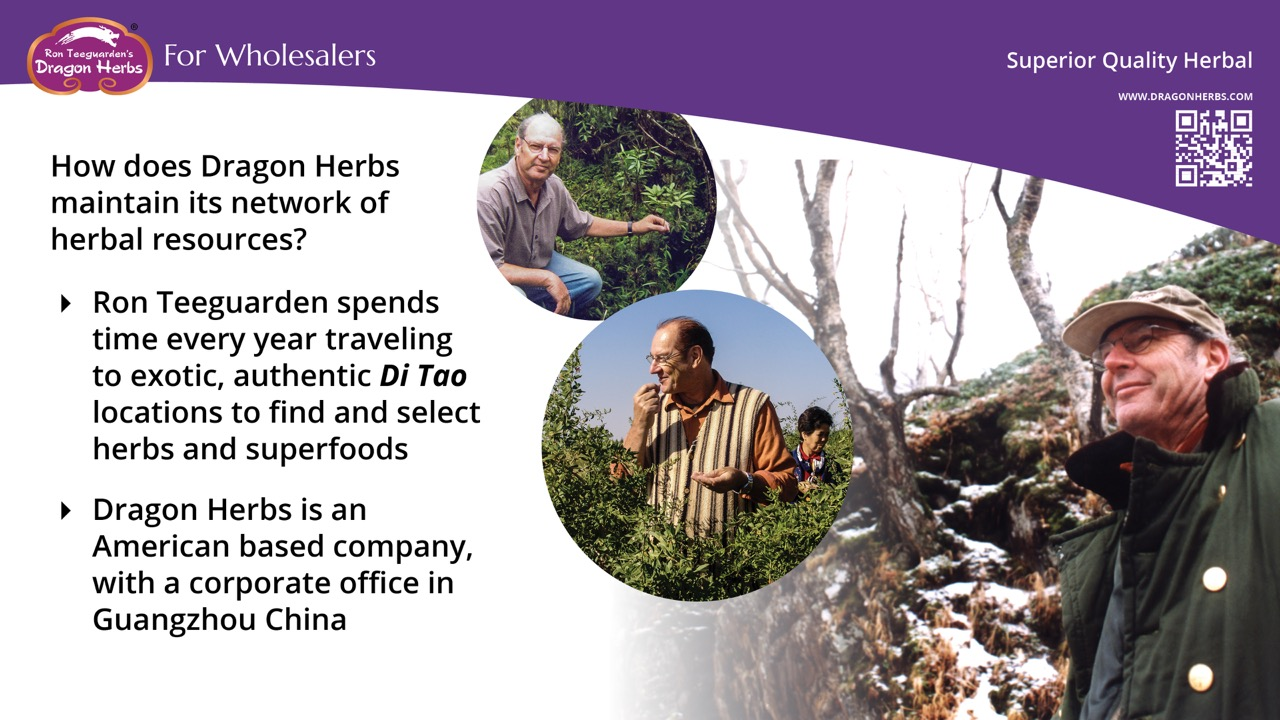 Ron Teeguarden's
Dragon Herbs
®
For Wholesalers
Superior Quality Herbal
WWW.DRAGONHERBS.COM
How does Dragon Herbs
maintain its network of
herbal resources?
Ron Teeguarden spends
time every year traveling
to exotic, authentic Di Tao
locations to find and select
herbs and superfoods
Dragon Herbs is an
American based company,
with a corporate office in
Guangzhou China